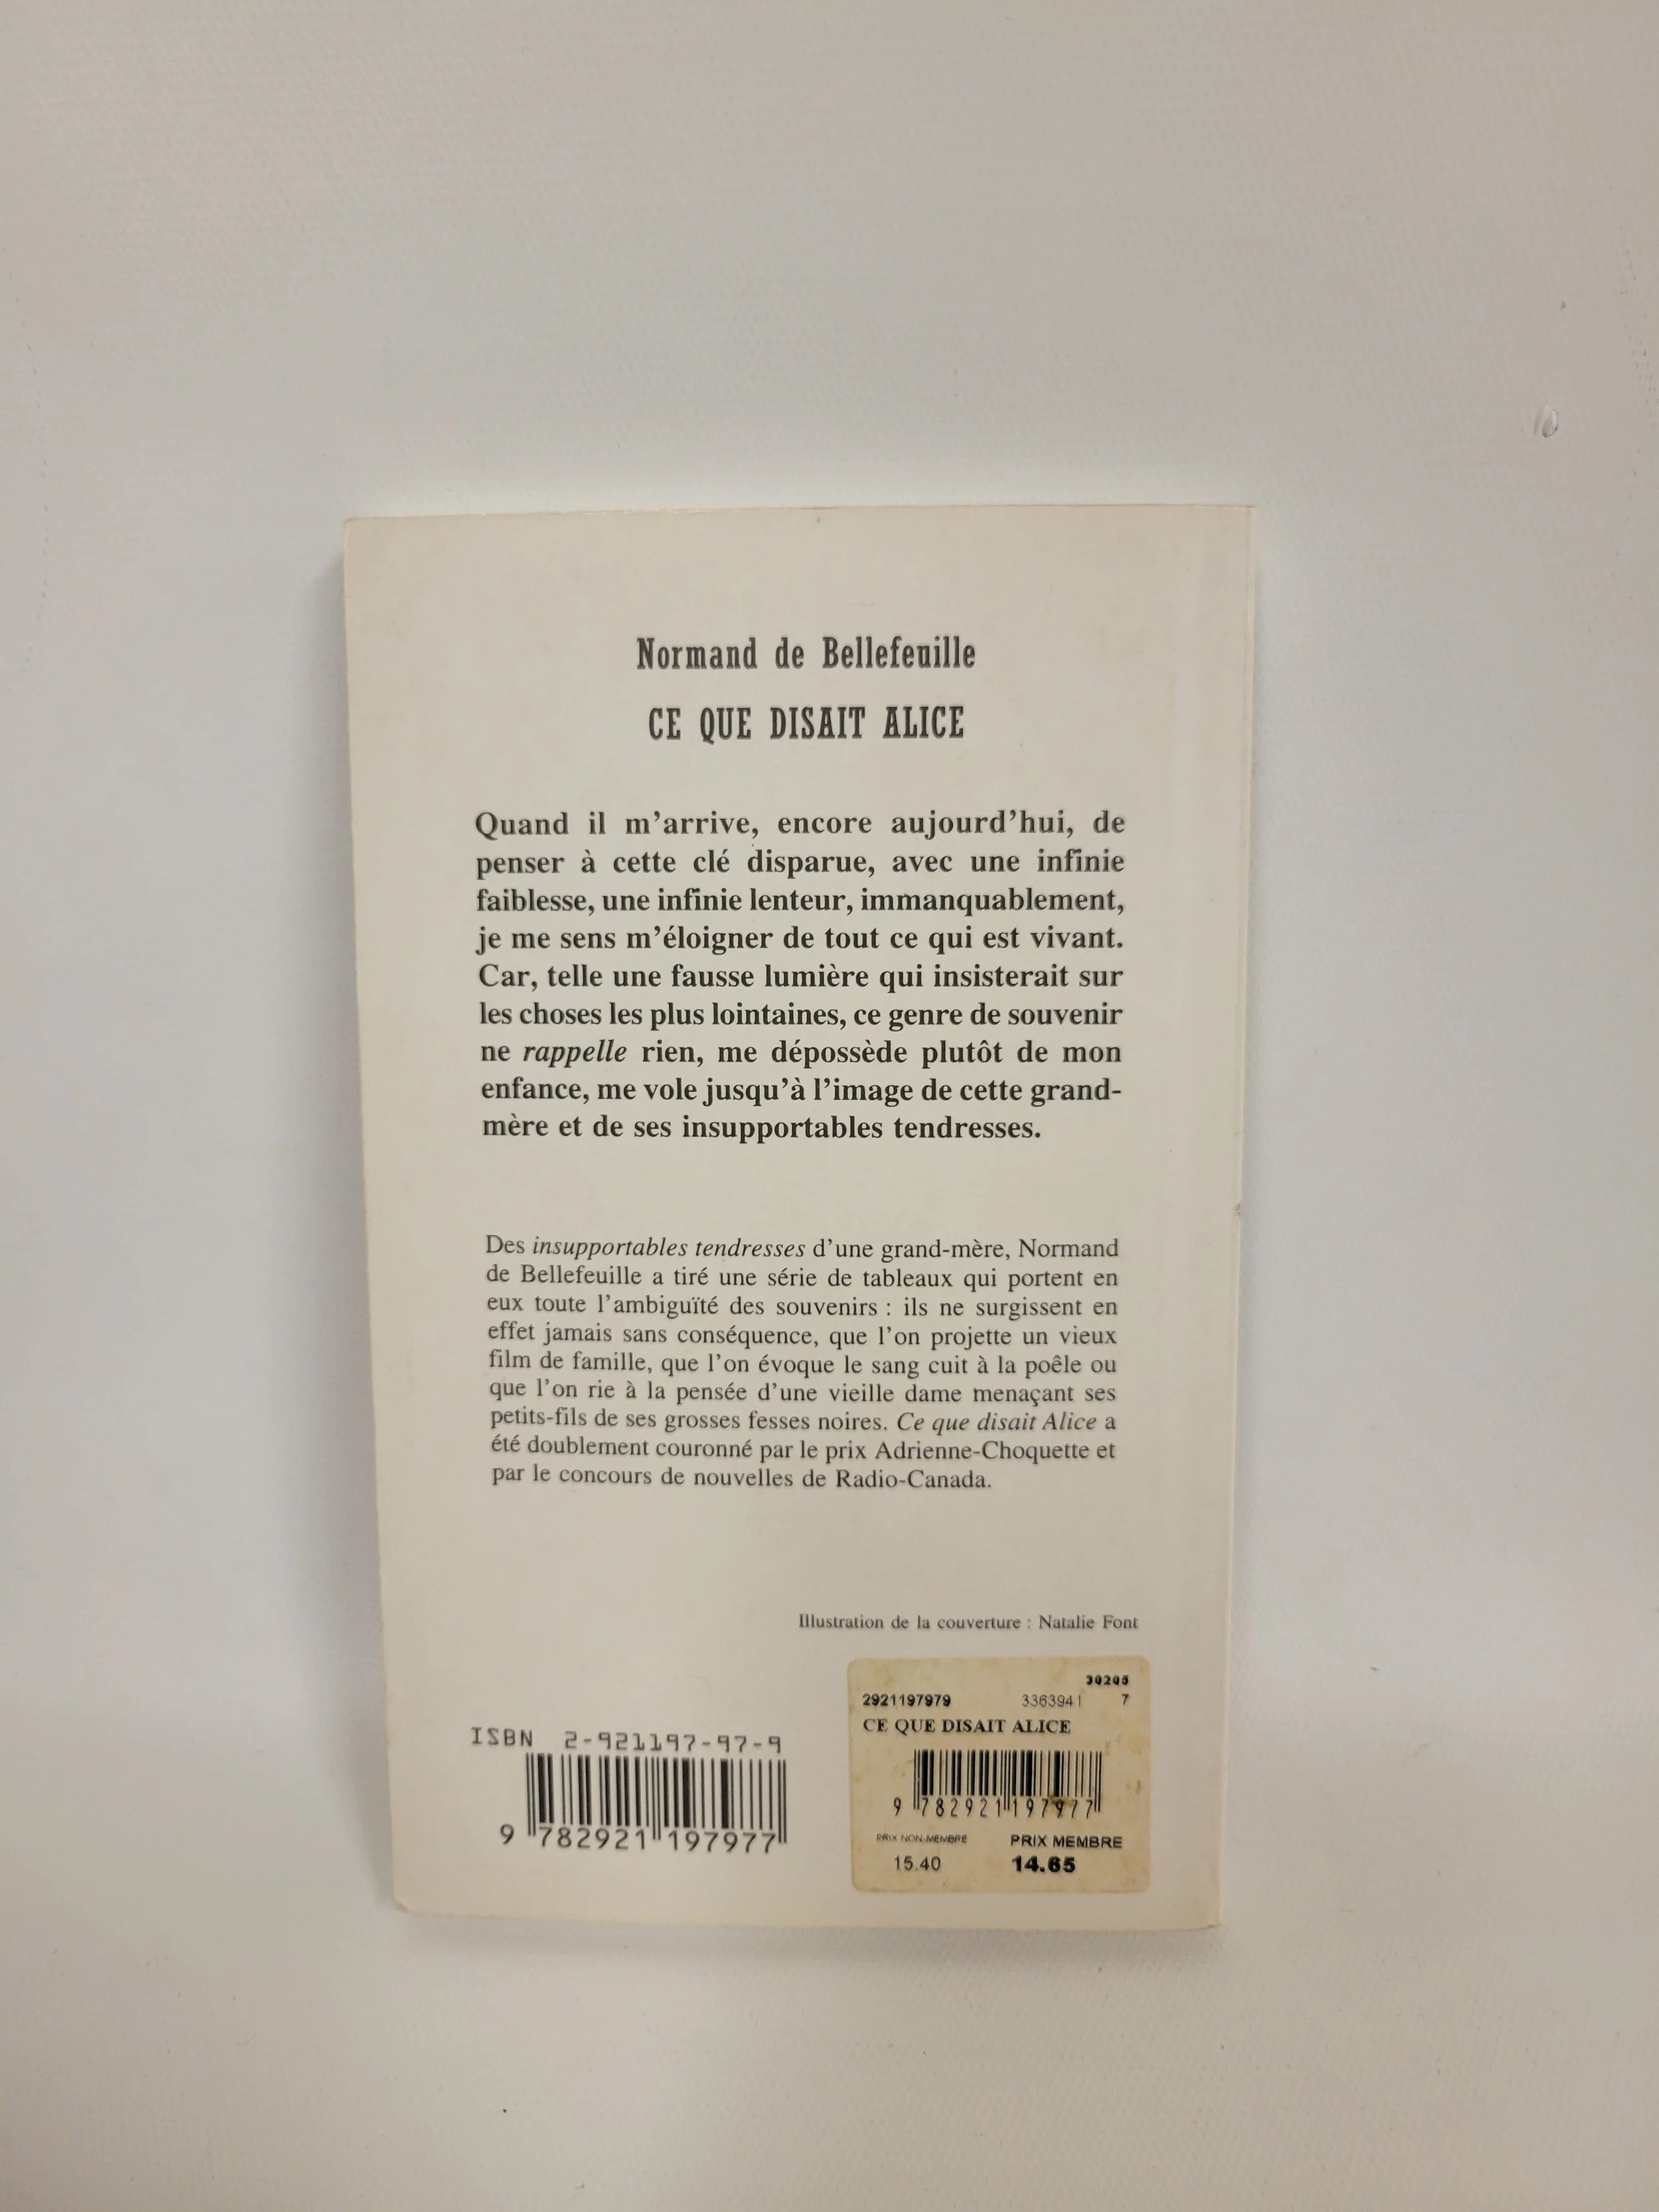 Normand de Bellefeuille
CE QUE DISAIT ALICE
Quand il m'arrive, encore aujourd'hui, de
penser à cette clé disparue, avec une infinie
faiblesse, une infinie lenteur, immanquablement,
je me sens m'éloigner de tout ce qui est vivant.
Car, telle une fausse lumière qui insisterait sur
les choses les plus lointaines, ce genre de souvenir
ne rappelle rien, me dépossède plutôt de mon
enfance, me vole jusqu'à l'image de cette grand-
mère et de ses insupportables tendresses.
Des insupportables tendresses d'une grand-mère, Normand
de Bellefeuille a tiré une série de tableaux qui portent en
eux toute l'ambiguïté des souvenirs : ils ne surgissent en
effet jamais sans conséquence, que l'on projette un vieux
film de famille, que l'on évoque le sang cuit à la poêle ou
que l'on rie à la pensée d'une vieille dame menaçant ses
petits-fils de ses grosses fesses noires. Ce que disait Alice a
été doublement couronné par le prix Adrienne-Choquette et
par le concours de nouvelles de Radio-Canada.
Illustration de la couverture : Natalie Font
ISBN 2-921197-97-9
9 782921 197977
30205
2921197979 3363941 7
CE QUE DISAIT ALICE
9 782921 197977
PRIX NON-MEMBRE PRIX MEMBRE
15.40 14.65